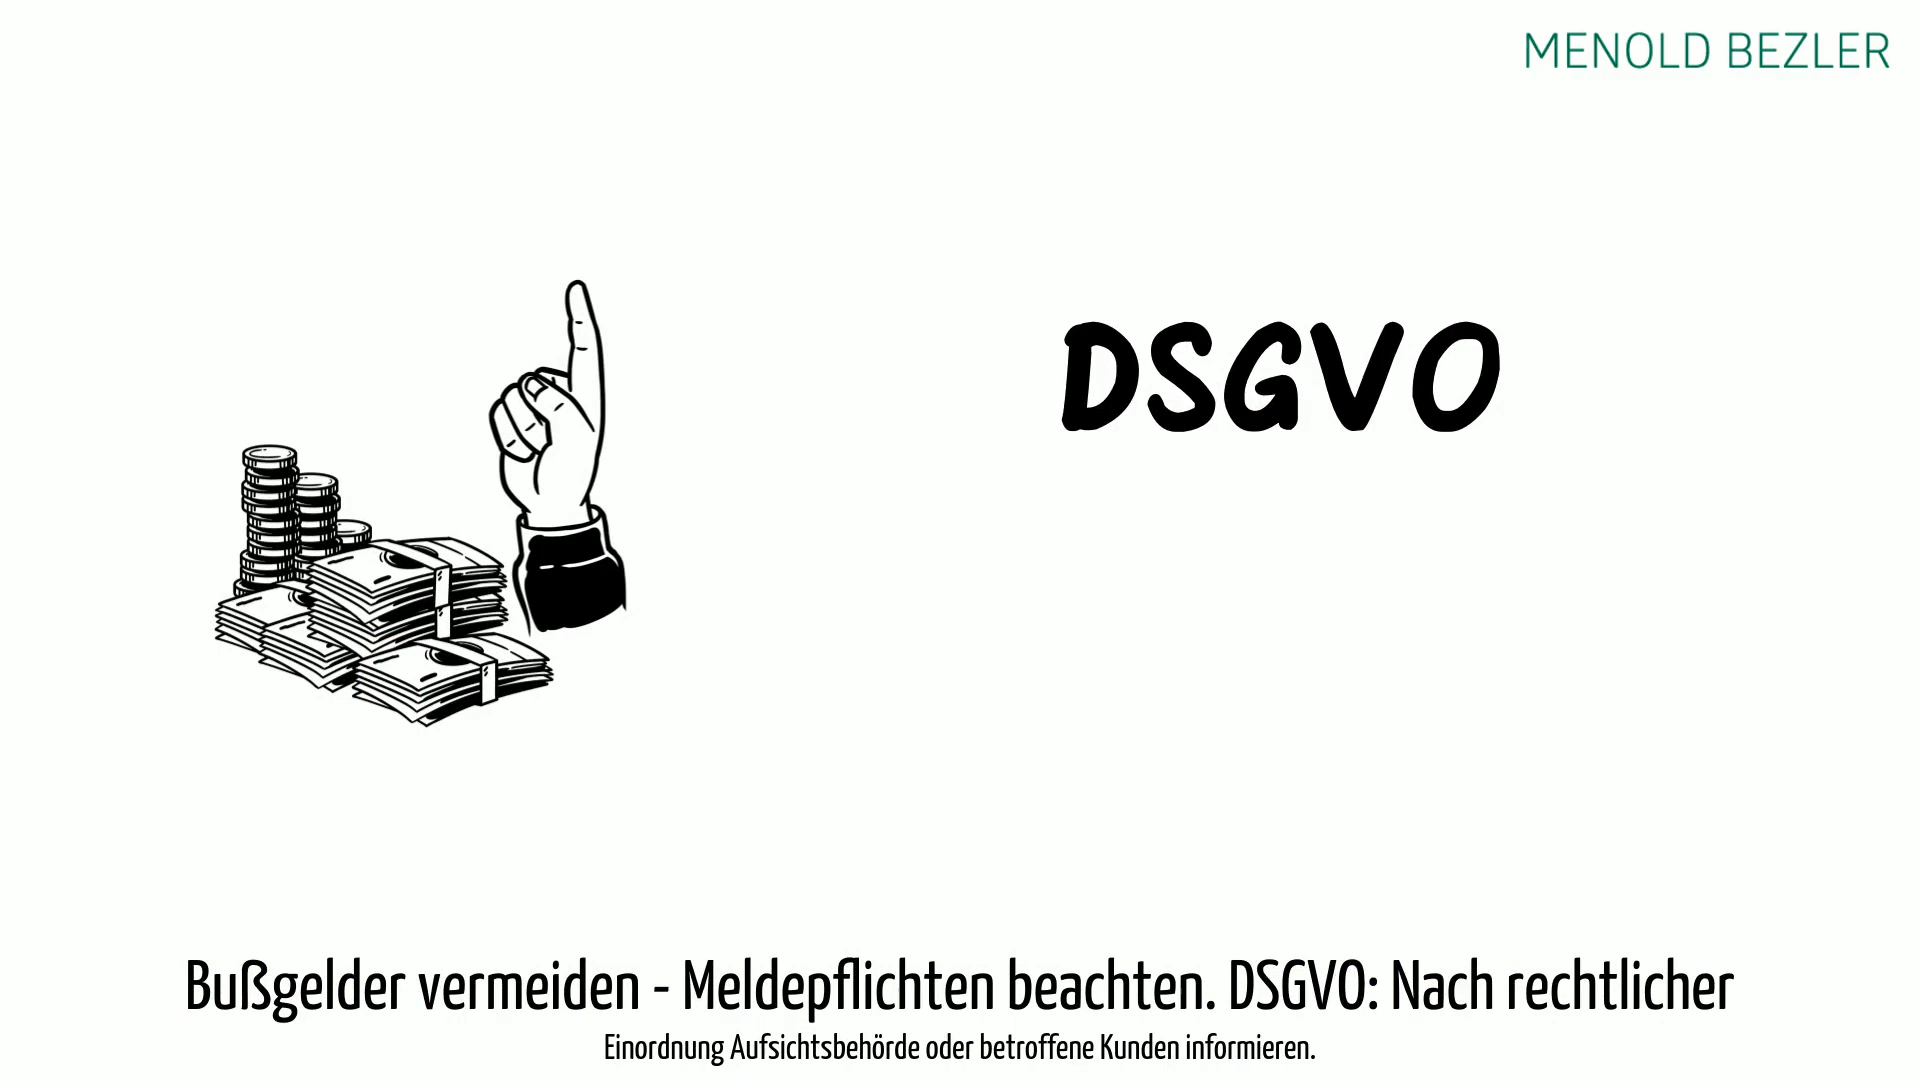 MENOLD BEZLER
DSGVO
Bußgelder vermeiden - Meldepflichten beachten. DSGVO: Nach rechtlicher
Einordnung Aufsichtsbehörde oder betroffene Kunden informieren.